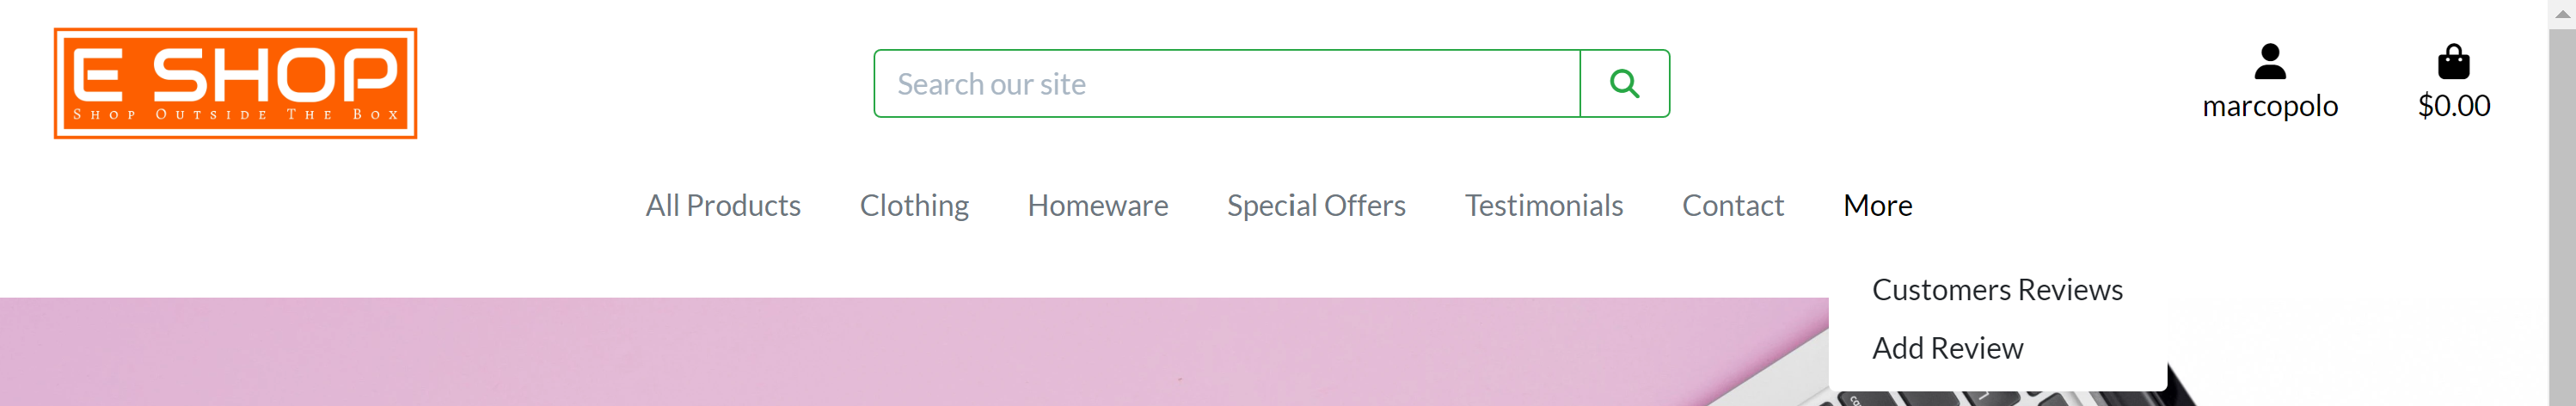 E SHOP
Shop Outside The Box
Search our site
marcopolo
$0.00
All Products
Clothing
Homeware
Special Offers
Testimonials
Contact
More
Customers Reviews
Add Review